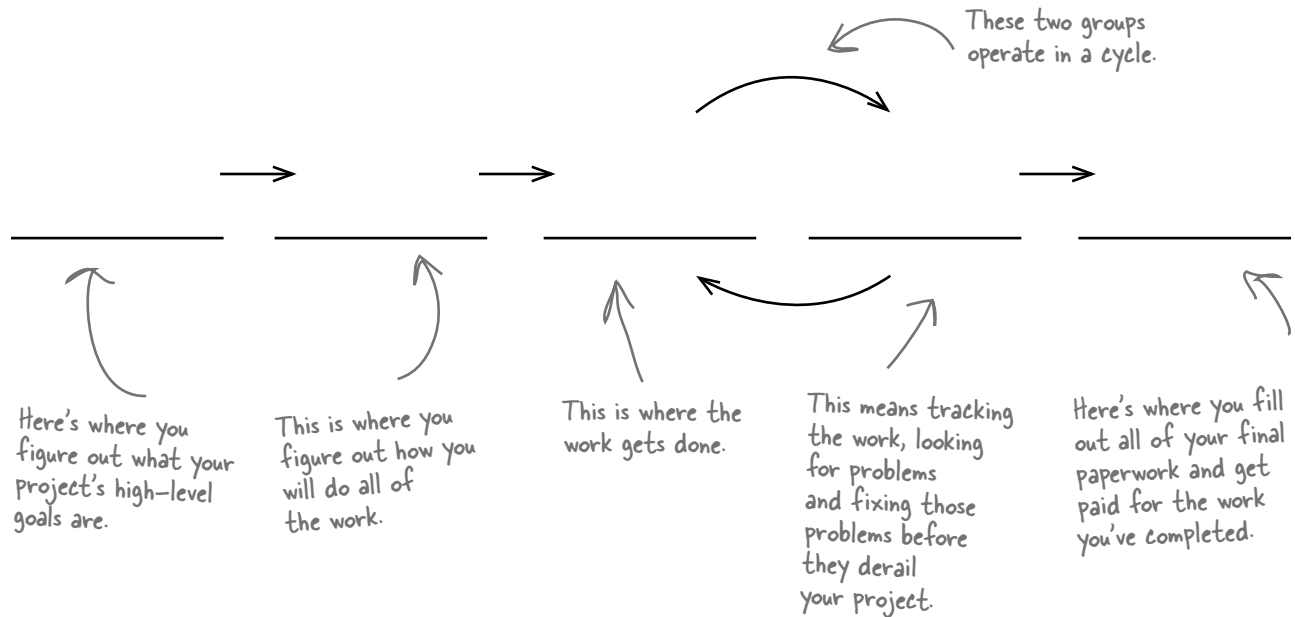 These two groups
operate in a cycle.
Here's where you
figure out what your
project's high-level
goals are.
This is where you
figure out how you
will do all of
the work.
This is where the
work gets done.
This means tracking
the work, looking
for problems
and fixing those
problems before
they derail
your project.
Here's where you fill
out all of your final
paperwork and get
paid for the work
you've completed.